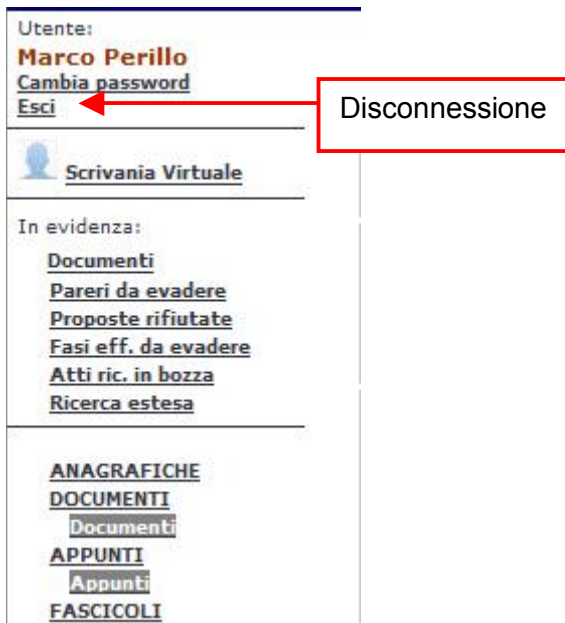 Utente:
Marco Perillo
Cambia password
Esci
Disconnessione
Scrivania Virtuale
In evidenza:
Documenti
Pareri da evadere
Proposte rifiutate
Fasi eff. da evadere
Atti ric. in bozza
Ricerca estesa
ANAGRAFICHE
DOCUMENTI
Documenti
APPUNTI
Appunti
FASCICOLI